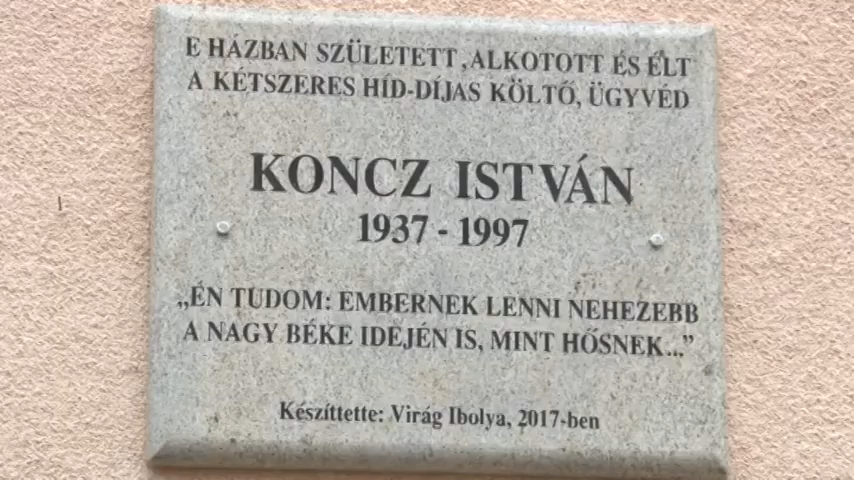 E HÁZBAN SZÜLETETT, ALKOTOTT ÉS ÉLT
A KÉTSZERES HÍD-DÍJAS KÖLTŐ, ÜGYVÉD
KONCZ ISTVÁN
1937 - 1997
„ÉN TUDOM: EMBERNEK LENNI NEHEZEBB
A NAGY BÉKE IDEJÉN IS, MINT HŐSNEK...”
Készíttette: Virág Ibolya, 2017-ben